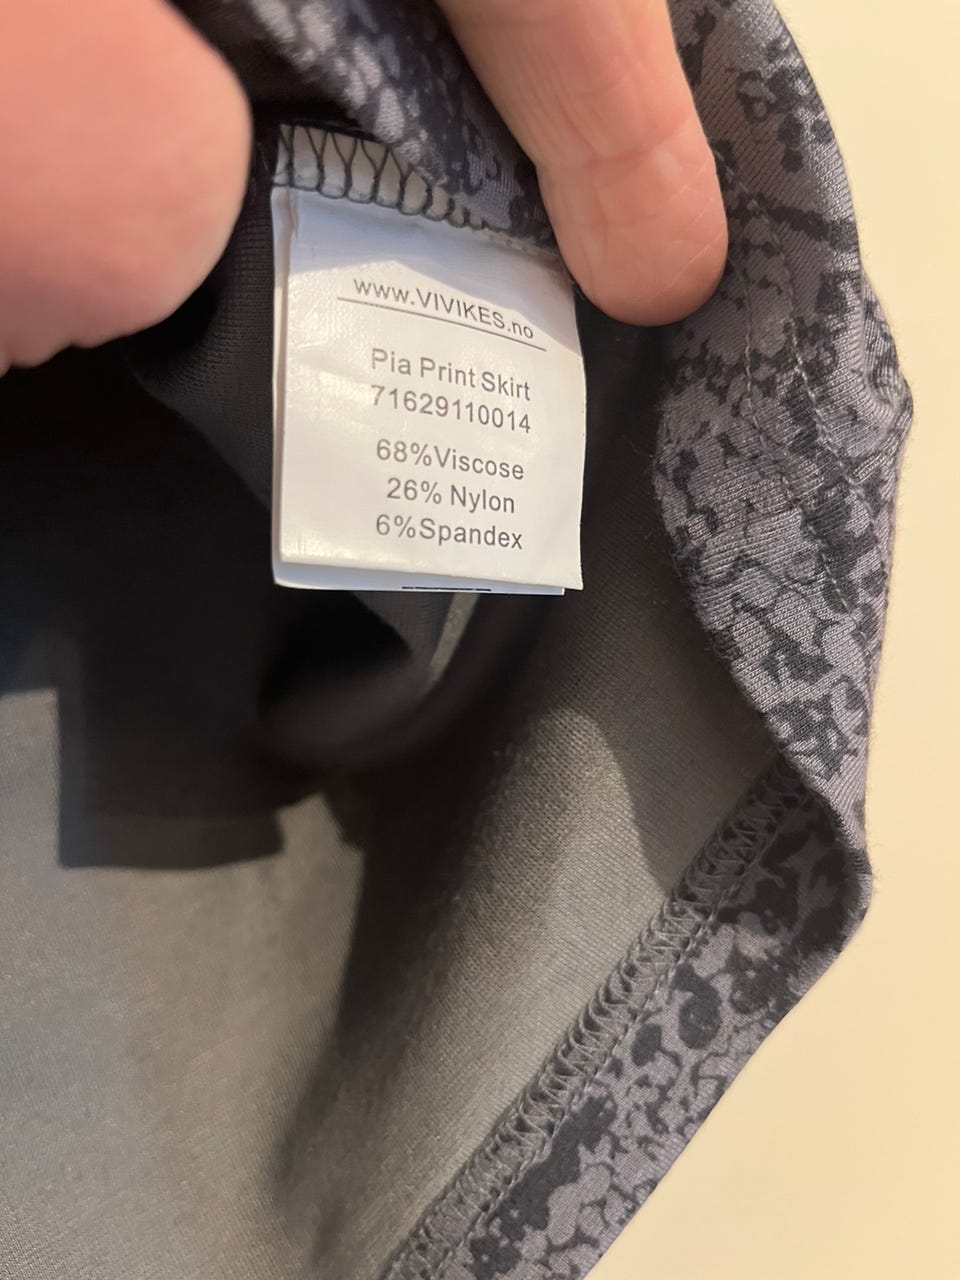 www.VIVIKES.no
Pia Print Skirt
71629110014
68%Viscose
26% Nylon
6%Spandex